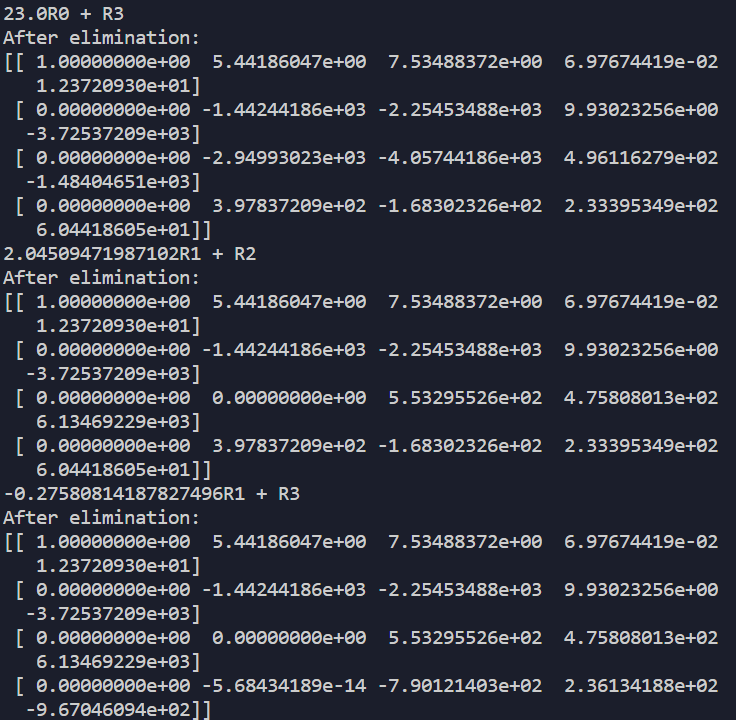 23.0R0 + R3
After elimination:
[[ 1.00000000e+00  5.44186047e+00  7.53488372e+00  6.97674419e-02
   1.23720930e+01]
 [ 0.00000000e+00 -1.44244186e+03 -2.25453488e+03  9.93023256e+00
  -3.72537209e+03]
 [ 0.00000000e+00 -2.94993023e+03 -4.05744186e+03  4.96116279e+02
  -1.48404651e+03]
 [ 0.00000000e+00  3.97837209e+02 -1.68302326e+02  2.33395349e+02
   6.04418605e+01]]
2.04509471987102R1 + R2
After elimination:
[[ 1.00000000e+00  5.44186047e+00  7.53488372e+00  6.97674419e-02
   1.23720930e+01]
 [ 0.00000000e+00 -1.44244186e+03 -2.25453488e+03  9.93023256e+00
  -3.72537209e+03]
 [ 0.00000000e+00  0.00000000e+00  5.53295526e+02  4.75808013e+02
   6.13469229e+03]
 [ 0.00000000e+00  3.97837209e+02 -1.68302326e+02  2.33395349e+02
   6.04418605e+01]]
-0.27580814187827496R1 + R3
After elimination:
[[ 1.00000000e+00  5.44186047e+00  7.53488372e+00  6.97674419e-02
   1.23720930e+01]
 [ 0.00000000e+00 -1.44244186e+03 -2.25453488e+03  9.93023256e+00
  -3.72537209e+03]
 [ 0.00000000e+00  0.00000000e+00  5.53295526e+02  4.75808013e+02
   6.13469229e+03]
 [ 0.00000000e+00 -5.68434189e-14 -7.90121403e+02  2.36134188e+02
  -9.67046094e+02]]